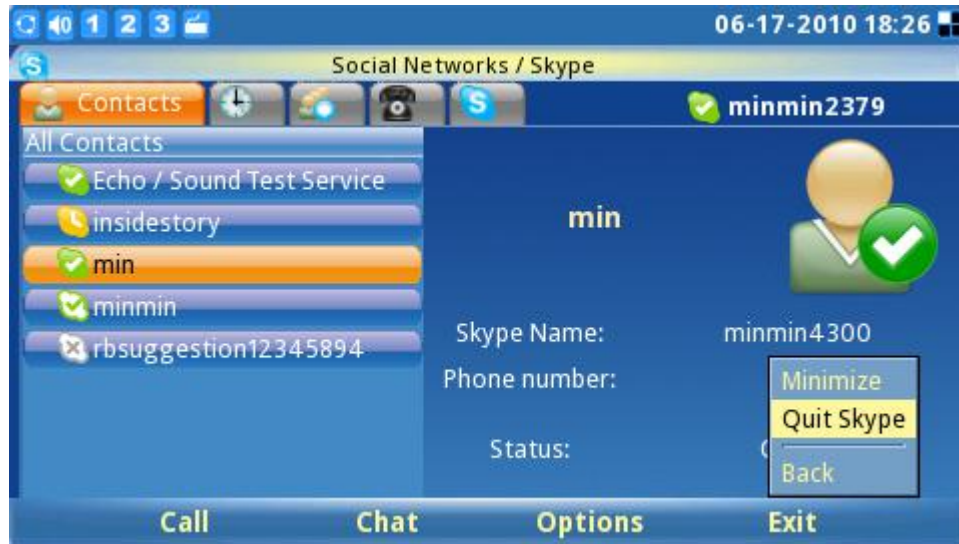 1 2 3 06-17-2010 18:26
Social Networks / Skype
Contacts S minmin2379
All Contacts
Echo / Sound Test Service
insidestory
min
minmin
rbsuggestion12345894
min
Skype Name: minmin4300
Phone number:
Status:
Minimize
Quit Skype
Back
Call Chat Options Exit